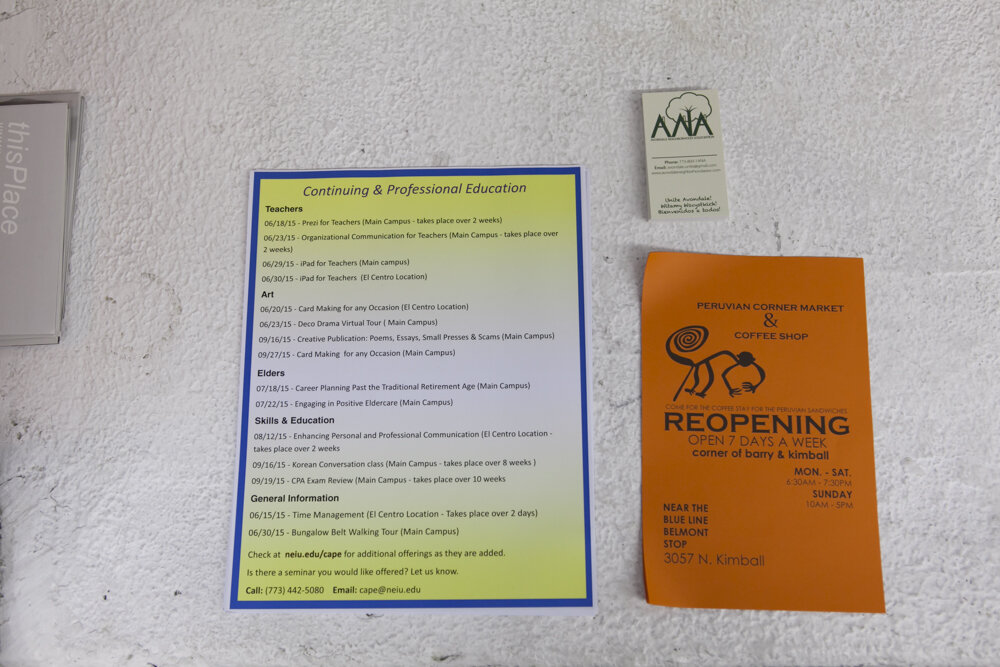 thisPlace
Continuing & Professional Education
Teachers
06/18/15 - Prezi for Teachers (Main Campus - takes place over 2 weeks)
06/23/15 - Organizational Communication for Teachers (Main Campus - takes place over
2 weeks)
06/29/15 - iPad for Teachers (Main campus)
06/30/15 - iPad for Teachers (El Centro Location)
Art
06/20/15 - Card Making for any Occasion (El Centro Location)
06/23/15 - Deco Drama Virtual Tour ( Main Campus)
09/16/15 - Creative Publication: Poems, Essays, Small Presses & Scams (Main Campus)
09/27/15 - Card Making for any Occasion (Main Campus)
Elders
07/18/15 - Career Planning Past the Traditional Retirement Age (Main Campus)
07/22/15 - Engaging in Positive Eldercare (Main Campus)
Skills & Education
08/12/15 - Enhancing Personal and Professional Communication (El Centro Location -
takes place over 2 weeks
09/16/15 - Korean Conversation class (Main Campus - takes place over 8 weeks )
09/19/15 - CPA Exam Review (Main Campus - takes place over 10 weeks
General Information
06/15/15 - Time Management (El Centro Location - Takes place over 2 days)
06/30/15 - Bungalow Belt Walking Tour (Main Campus)
Check at neiu.edu/cape for additional offerings as they are added.
Is there a seminar you would like offered? Let us know.
Call: (773) 442-5080 Email: cape@neiu.edu
ANA
Phone:
Email:
Unite Avondale!
Witamy Wszystkich!
Bienvenidos a todos!
PERUVIAN CORNER MARKET
&
COFFEE SHOP
COME FOR THE COFFEE STAY FOR THE PERUVIAN SANDWICHES
REOPENING
OPEN 7 DAYS A WEEK
corner of barry & kimball
MON. - SAT.
6:30AM - 7:30PM
SUNDAY
10AM - 5PM
NEAR THE
BLUE LINE
BELMONT
STOP
3057 N. Kimball